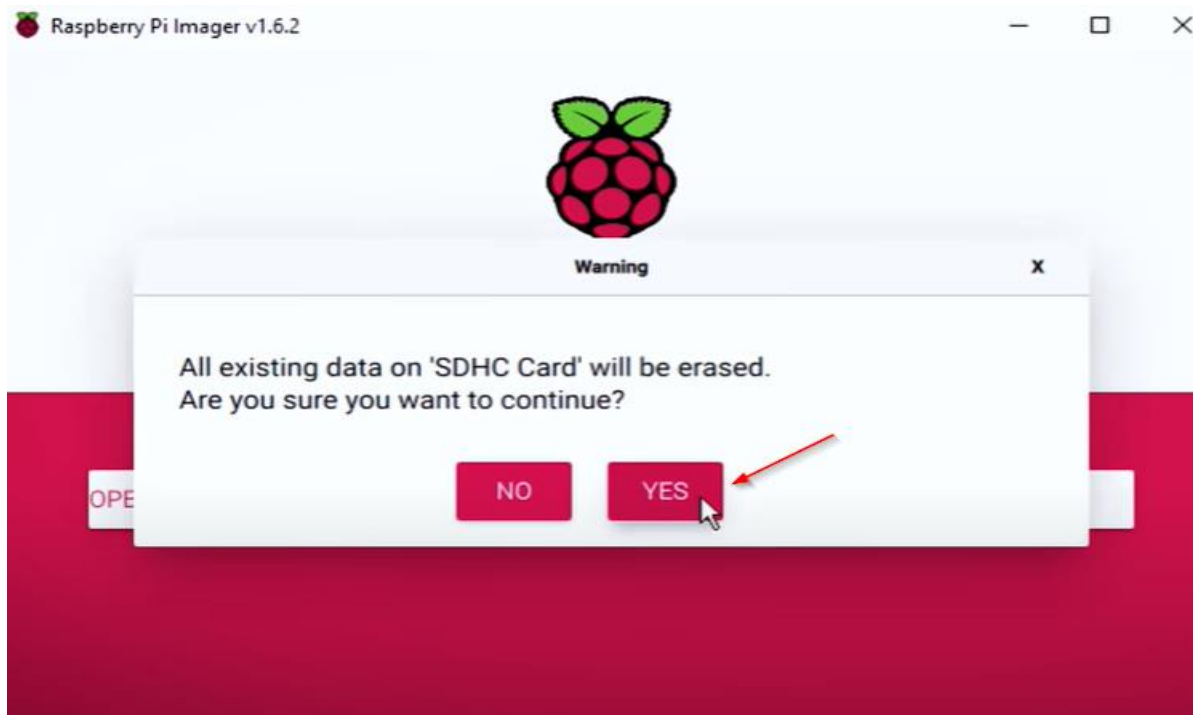 Raspberry Pi Imager v1.6.2
Warning
X
All existing data on 'SDHC Card' will be erased.
Are you sure you want to continue?
NO YES
OPE